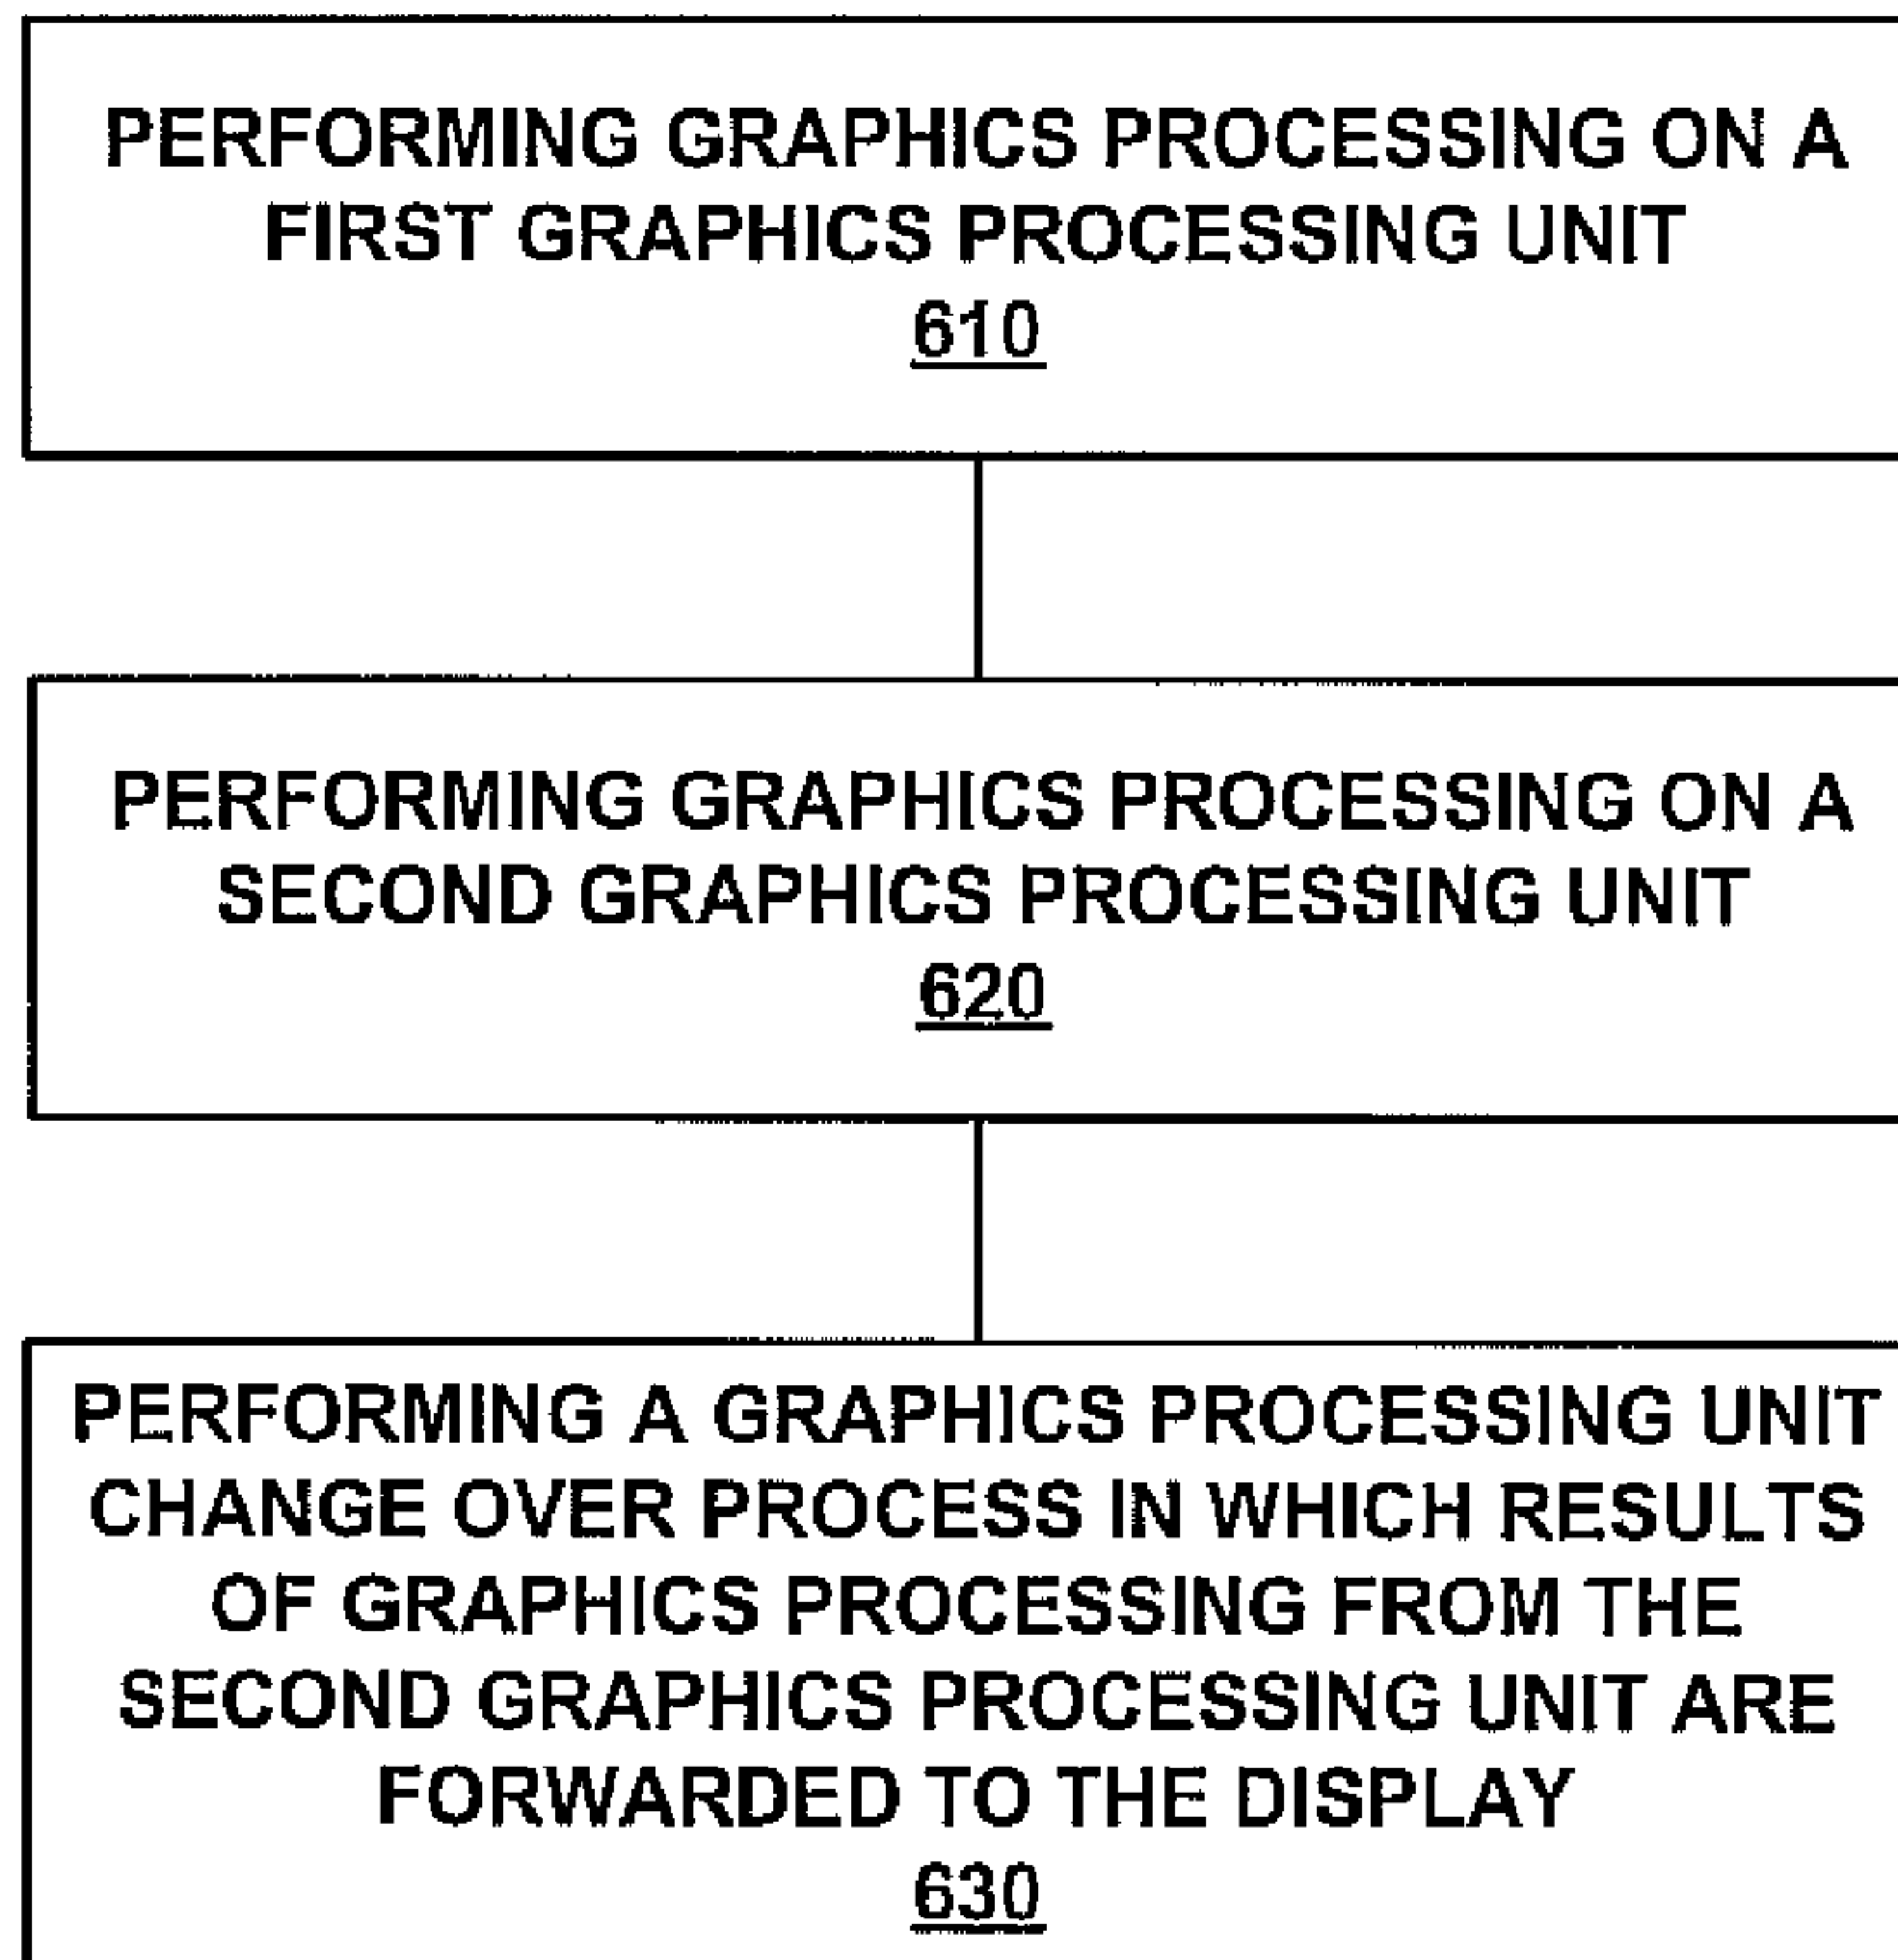 PERFORMING GRAPHICS PROCESSING ON A
FIRST GRAPHICS PROCESSING UNIT
610
PERFORMING GRAPHICS PROCESSING ON A
SECOND GRAPHICS PROCESSING UNIT
620
PERFORMING A GRAPHICS PROCESSING UNIT
CHANGE OVER PROCESS IN WHICH RESULTS
OF GRAPHICS PROCESSING FROM THE
SECOND GRAPHICS PROCESSING UNIT ARE
FORWARDED TO THE DISPLAY
630